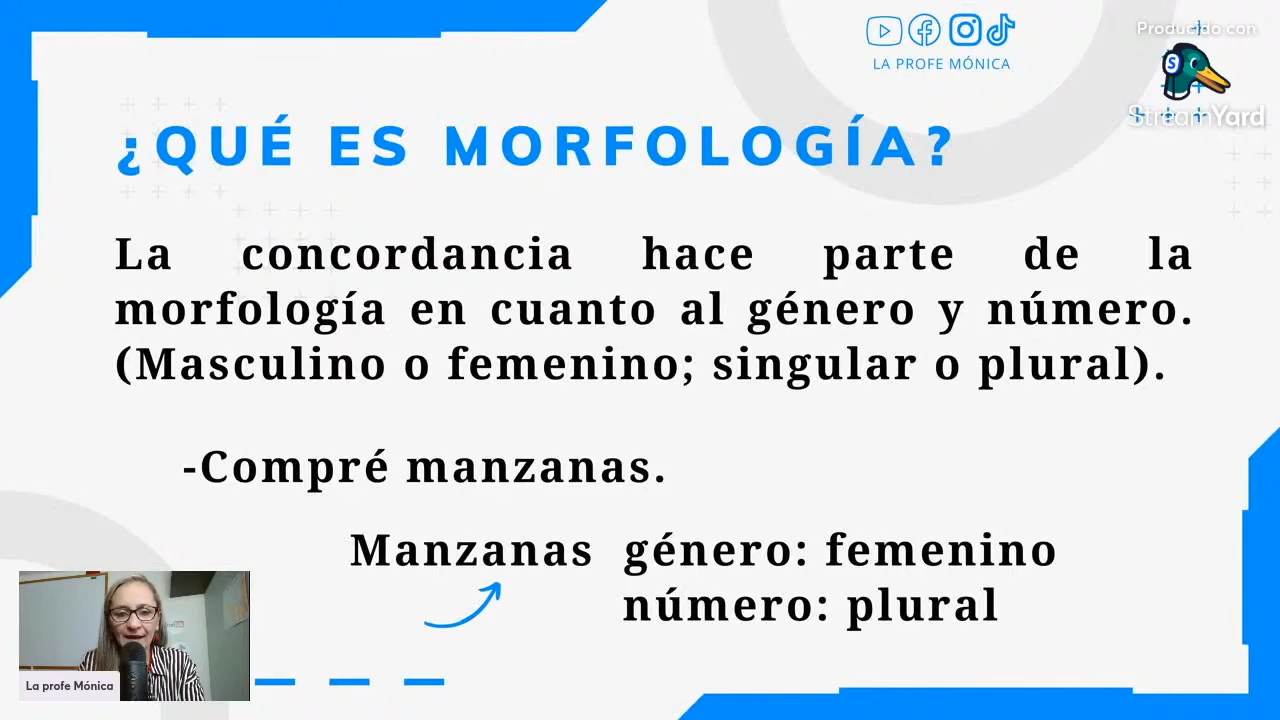 LA PROFE MÓNICA
Producido con
StreamYard
¿QUÉ ES MORFOLOGÍA?
La concordancia hace parte de la
morfología en cuanto al género y número.
(Masculino o femenino; singular o plural).
-Compré manzanas.
Manzanas género: femenino
número: plural
La profe Mónica